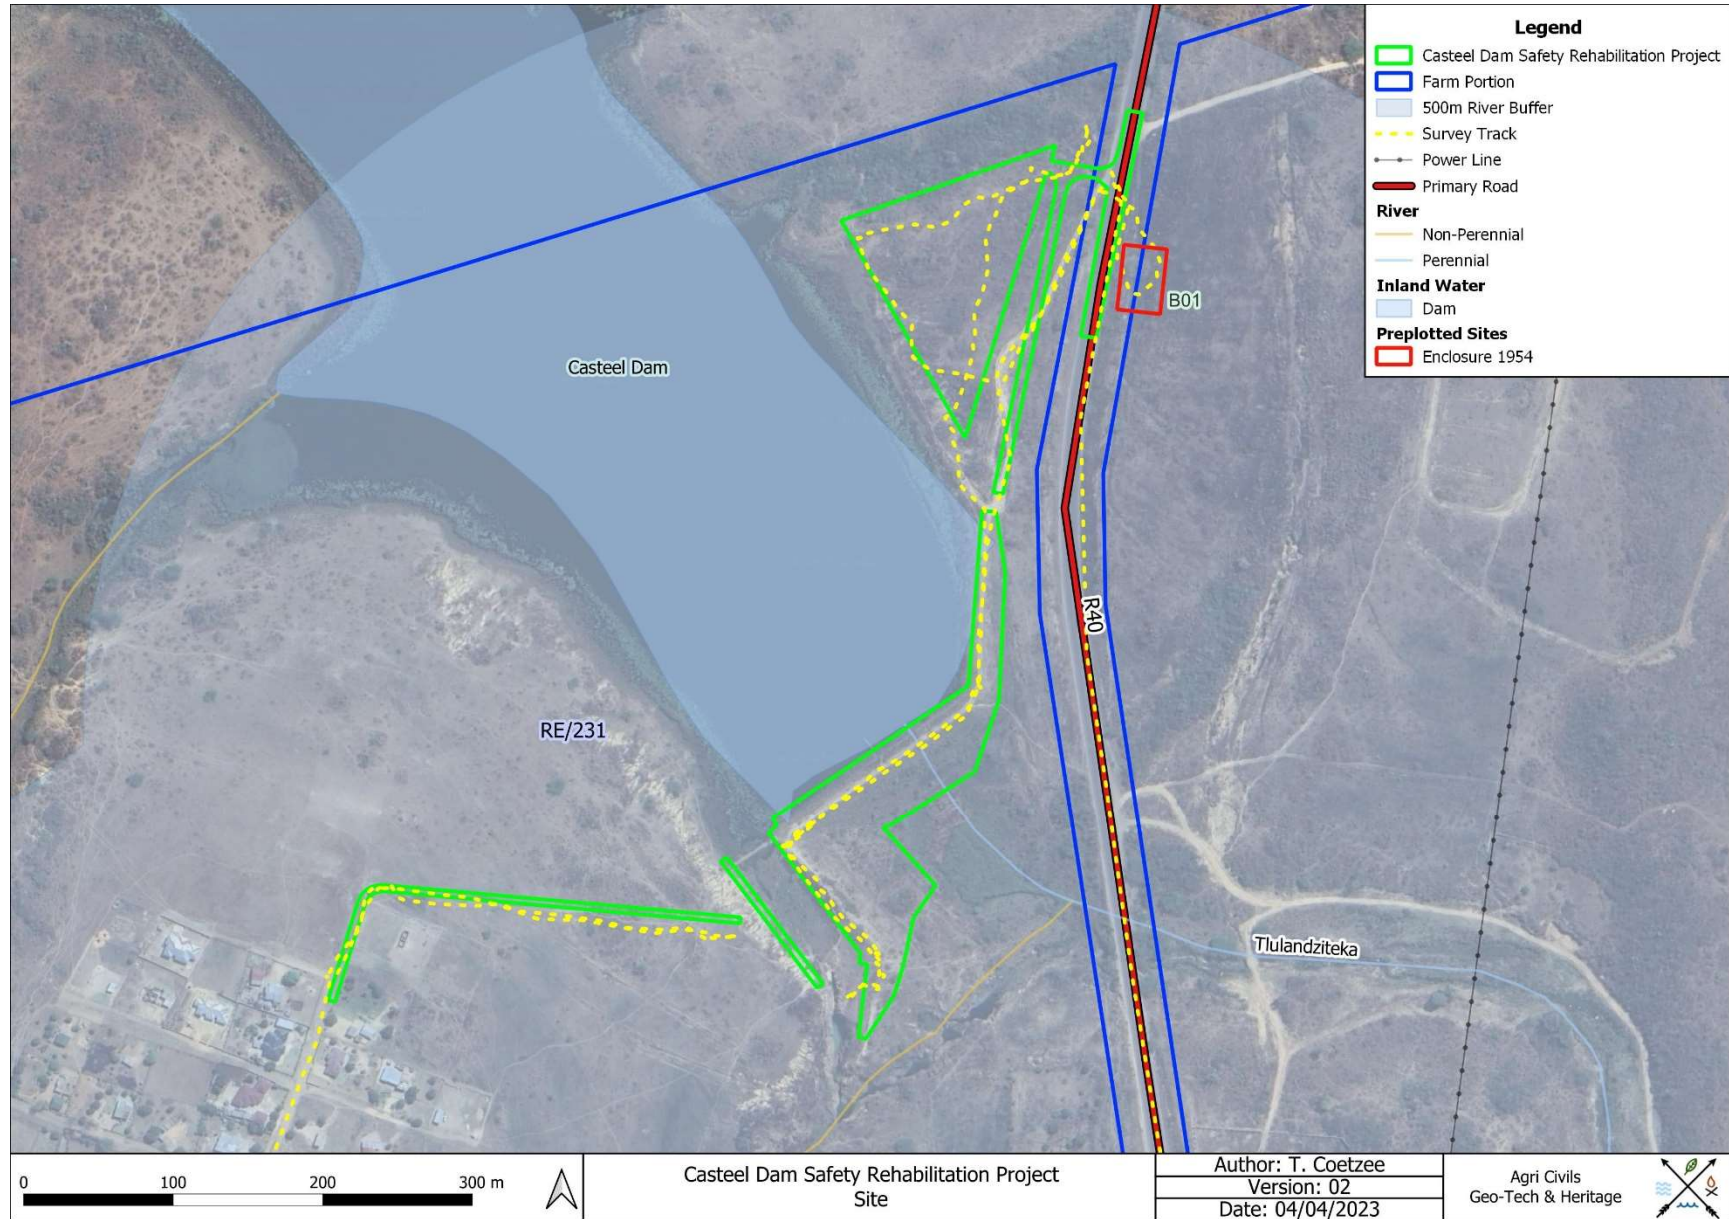 Legend
Casteel Dam Safety Rehabilitation Project
Farm Portion
500m River Buffer
Survey Track
Power Line
Primary Road
River
Non-Perennial
Perennial
Inland Water
Dam
Preplotted Sites
Enclosure 1954
B01
Casteel Dam
R40
RE/231
Tlulandziteka
0 100 200 300 m
Casteel Dam Safety Rehabilitation Project
Site
Author: T. Coetzee
Version: 02
Date: 04/04/2023
Agri Civils
Geo-Tech & Heritage